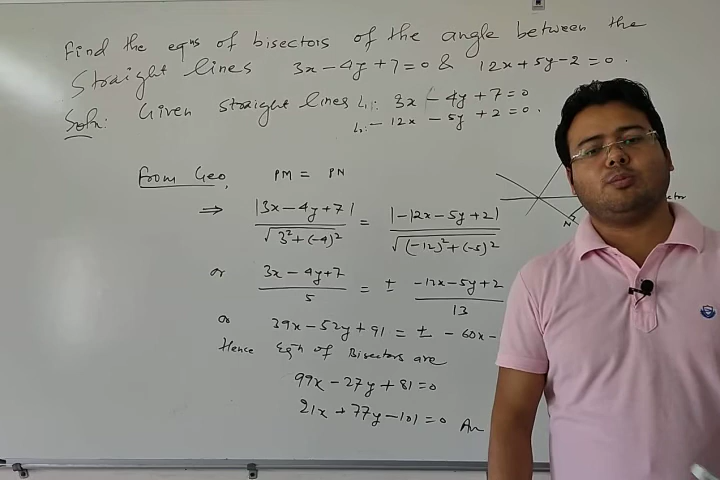 Find the eqns of bisectors of the angle between the
Straight lines 3x - 4y + 7 = 0 & 12x + 5y - 2 = 0 .
Soln: Given straight lines L1: 3x - 4y + 7 = 0
L2: - 12x - 5y + 2 = 0 .
From Geo, PM = PN
⇒ |3x - 4y + 7| / √(3² + (-4)²) = |-12x - 5y + 2| / √((-12)² + (-5)²)
or (3x - 4y + 7) / 5 = ± (-12x - 5y + 2) / 13
or 39x - 52y + 91 = ± - 60x -
Hence Eqn of Bisectors are
99x - 27y + 81 = 0
21x + 77y - 101 = 0 An
N